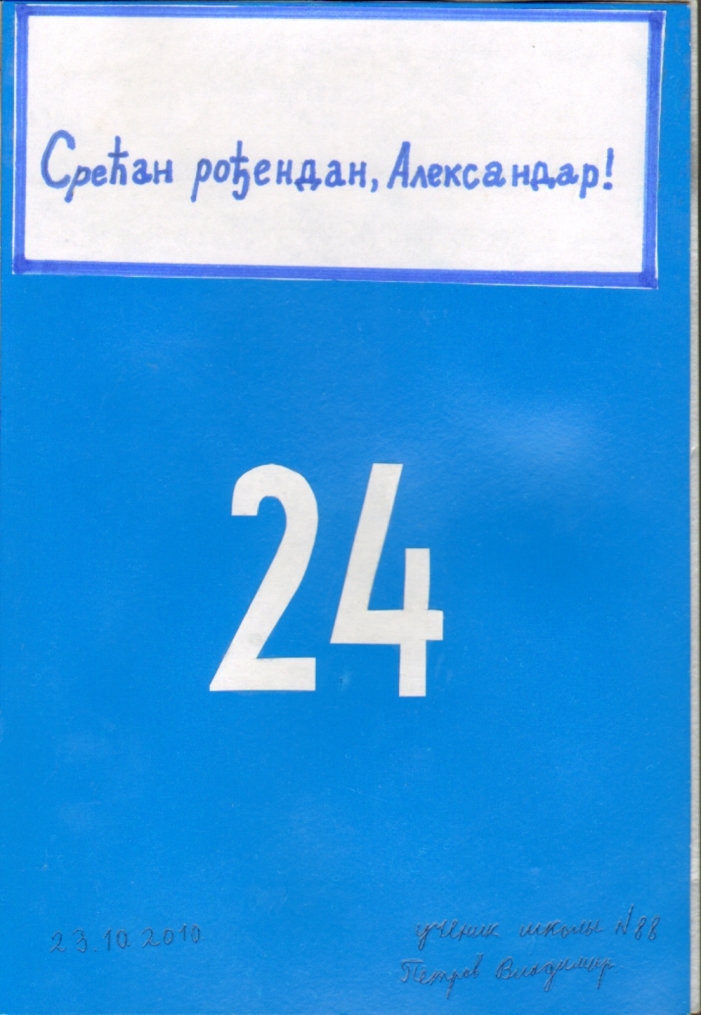 Срећан рођендан, Александар!
24
23.10.2010
ученик школы №88
Петров Владимир